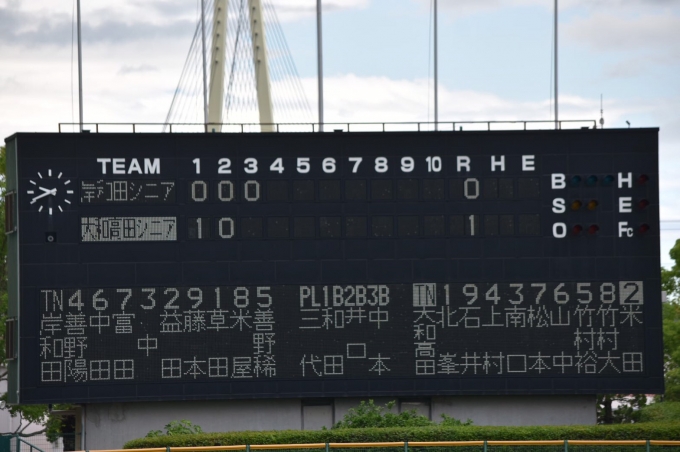 TEAM 1 2 3 4 5 6 7 8 9 10 R H E
岸和田シニア 0 0 0 0
大和高田シニア 1 0 1
B H
S E
O Fc
TN 4 6 7 3 2 9 1 8 5 PL 1B 2B 3B TN 1 9 4 3 7 6 5 8 2
岸和田
善野陽
中田
富田
中
益田
藤本
草田
米屋
善野稀
三代
和田
井口
中本
大和高田
北峯
石井
上村
南口
松本
山中
竹村裕
竹村大
米田